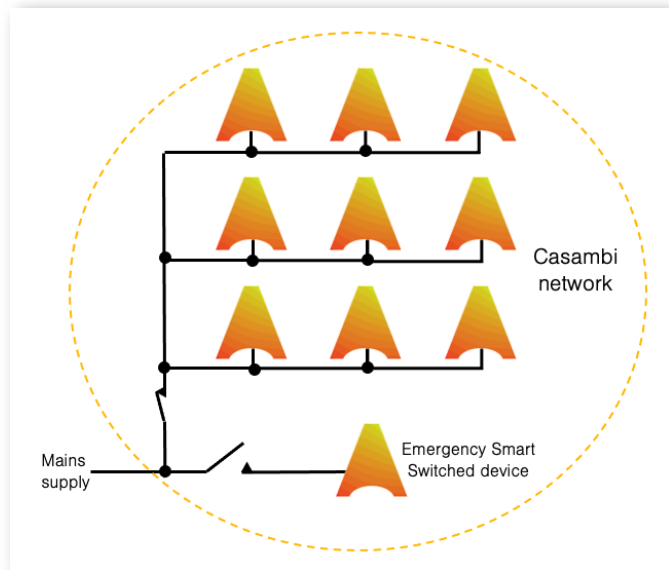 Casambi
network
Emergency Smart
Switched device
Mains
supply